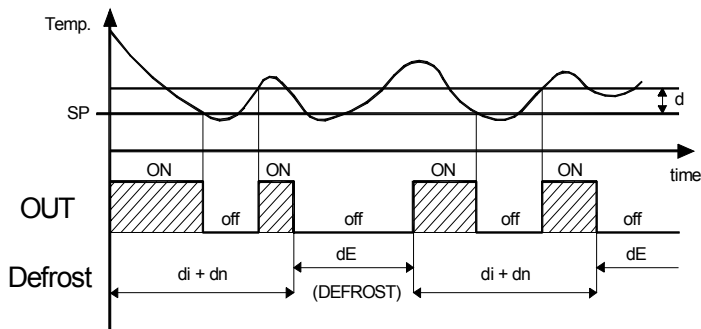 Temp.
SP
d
time
ON ON ON ON
OUT
off off off off
Defrost
di + dn dE di + dn dE
(DEFROST)